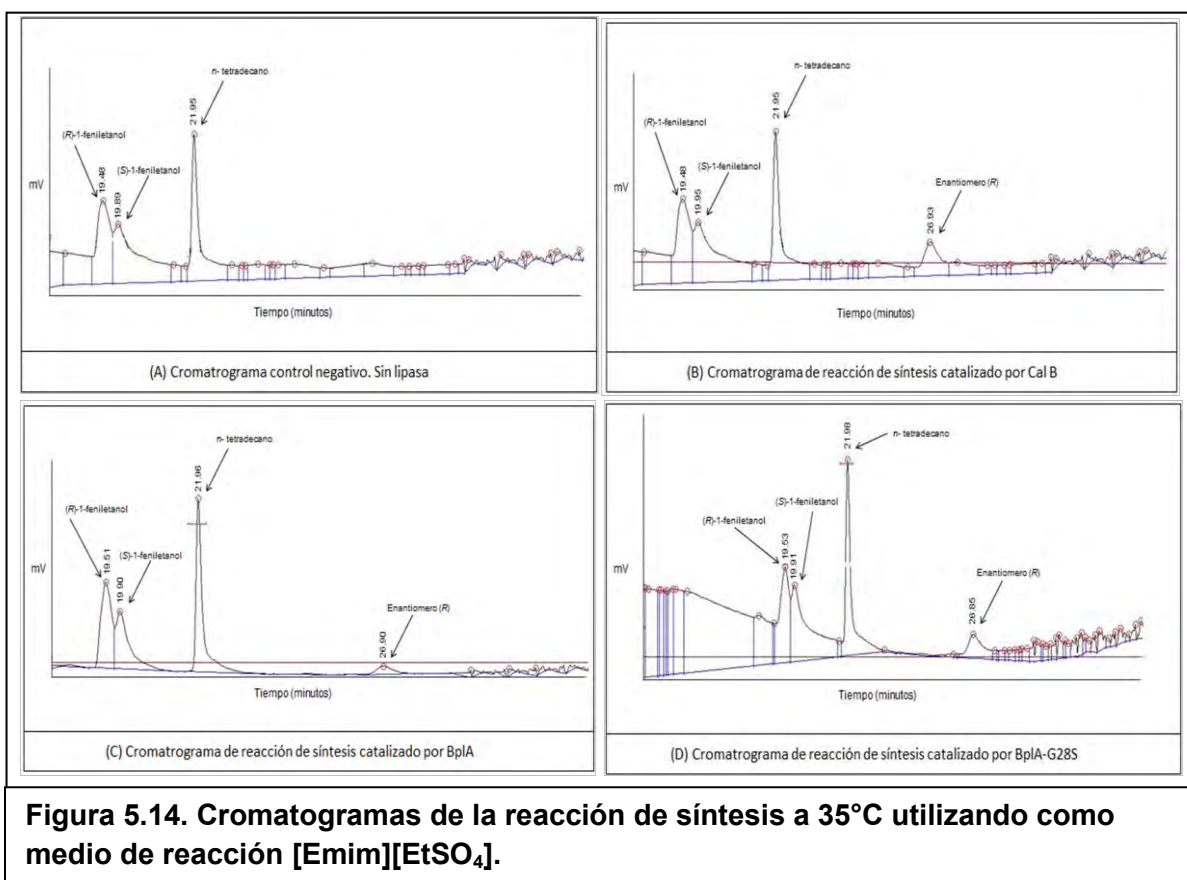 n- tetradecano
21.95
(R)-1-feniletanol
19.48
(S)-1-feniletanol
19.89
mV
Tiempo (minutos)
(A) Cromatrograma control negativo. Sin lipasa
n- tetradecano
21.95
(R)-1-feniletanol
19.48
(S)-1-feniletanol
19.95
Enantiomero (R)
26.93
mV
Tiempo (minutos)
(B) Cromatrograma de reacción de síntesis catalizado por Cal B
n- tetradecano
21.96
(R)-1-feniletanol
19.51
(S)-1-feniletanol
19.90
Enantiomero (R)
26.90
mV
Tiempo (minutos)
(C) Cromatrograma de reacción de síntesis catalizado por BplA
n- tetradecano
21.98
(S)-1-feniletanol
(R)-1-feniletanol
19.53
19.91
Enantiomero (R)
26.85
mV
Tiempo (minutos)
(D) Cromatrograma de reacción de síntesis catalizado por BplA-G28S
Figura 5.14. Cromatogramas de la reacción de síntesis a 35°C utilizando como
medio de reacción [Emim][EtSO₄].